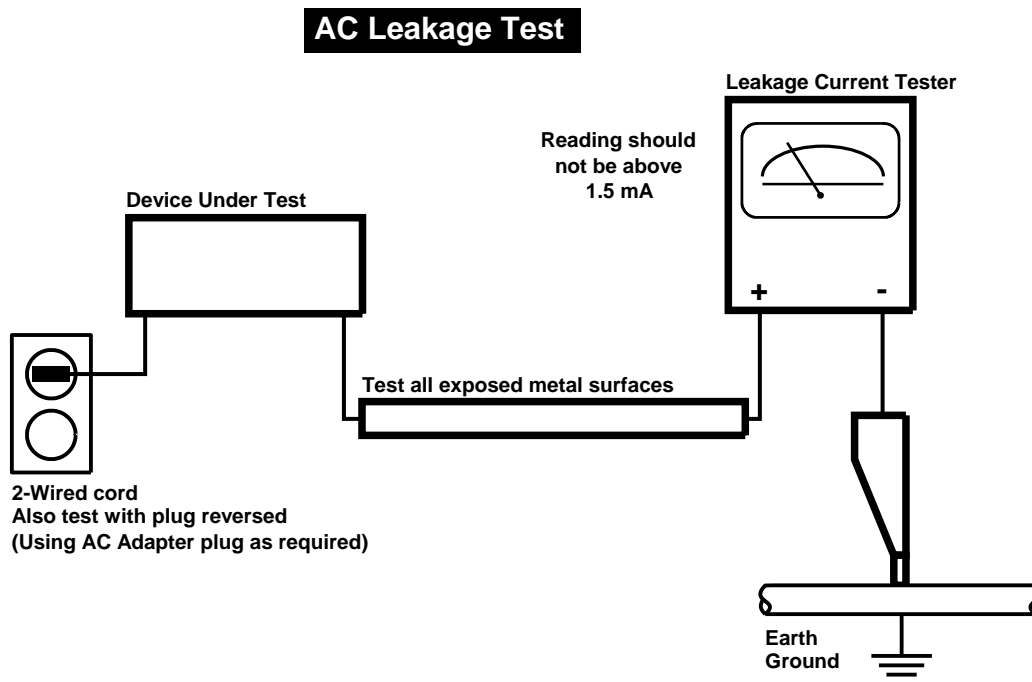 AC Leakage Test
Leakage Current Tester
Reading should
not be above
1.5 mA
Device Under Test
+ -
Test all exposed metal surfaces
2-Wired cord
Also test with plug reversed
(Using AC Adapter plug as required)
Earth
Ground